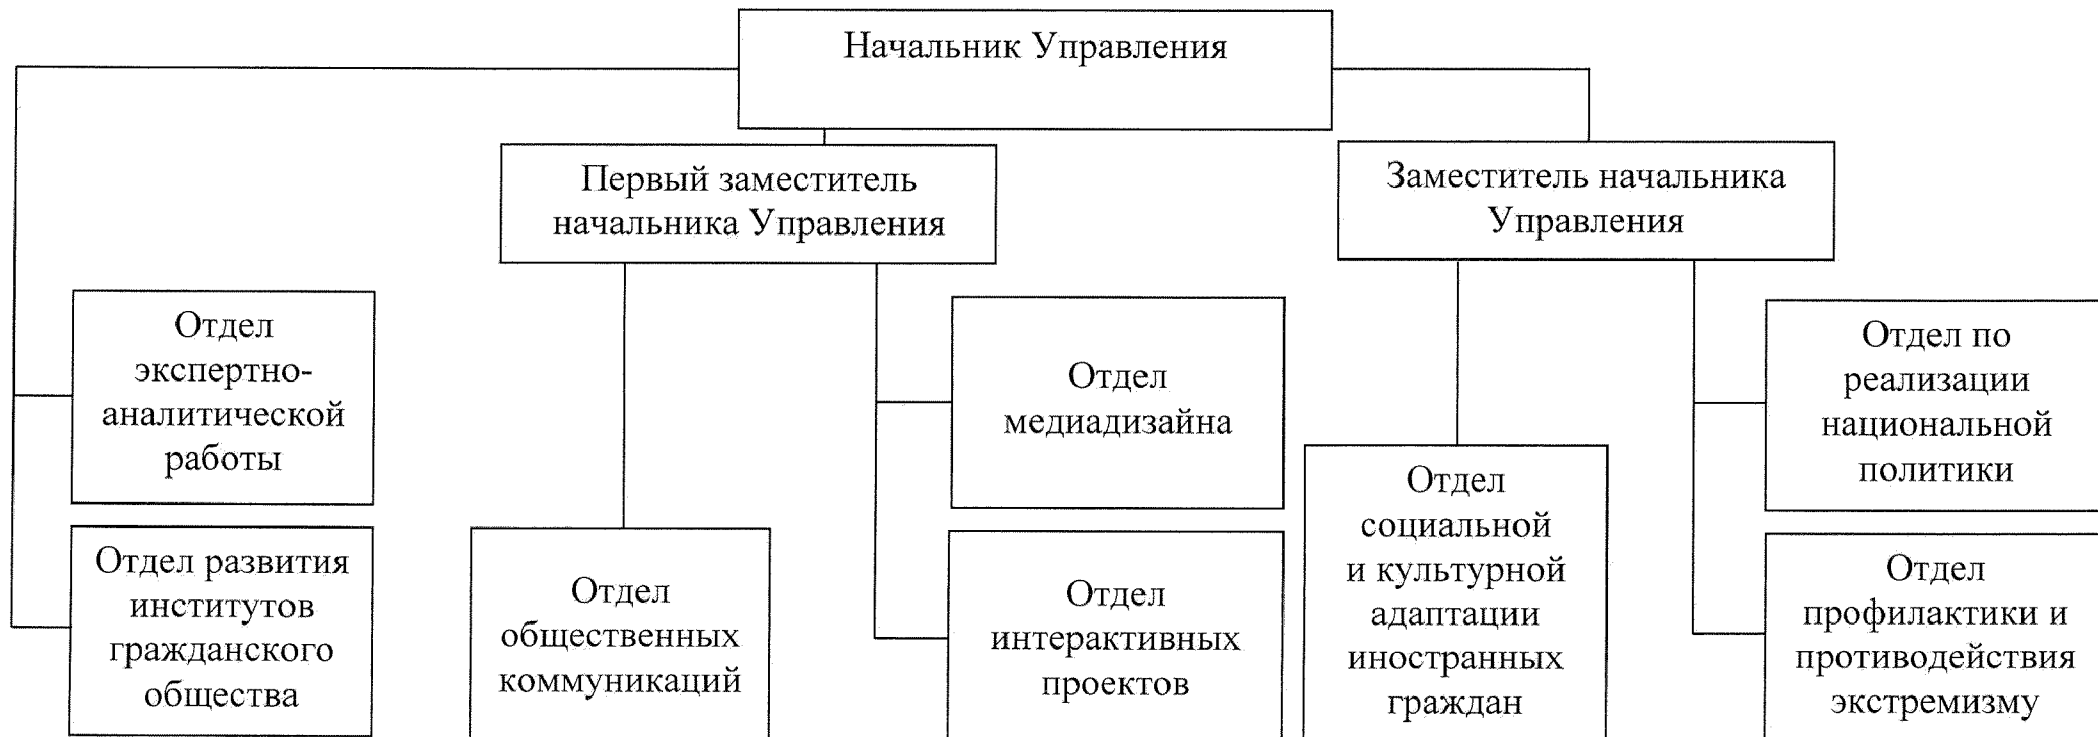 Начальник Управления
Первый заместитель
начальника Управления
Заместитель начальника
Управления
Отдел
экспертно-
аналитической
работы
Отдел развития
институтов
гражданского
общества
Отдел
общественных
коммуникаций
Отдел
медиадизайна
Отдел
интерактивных
проектов
Отдел
социальной
и культурной
адаптации
иностранных
граждан
Отдел по
реализации
национальной
политики
Отдел
профилактики и
противодействия
экстремизму